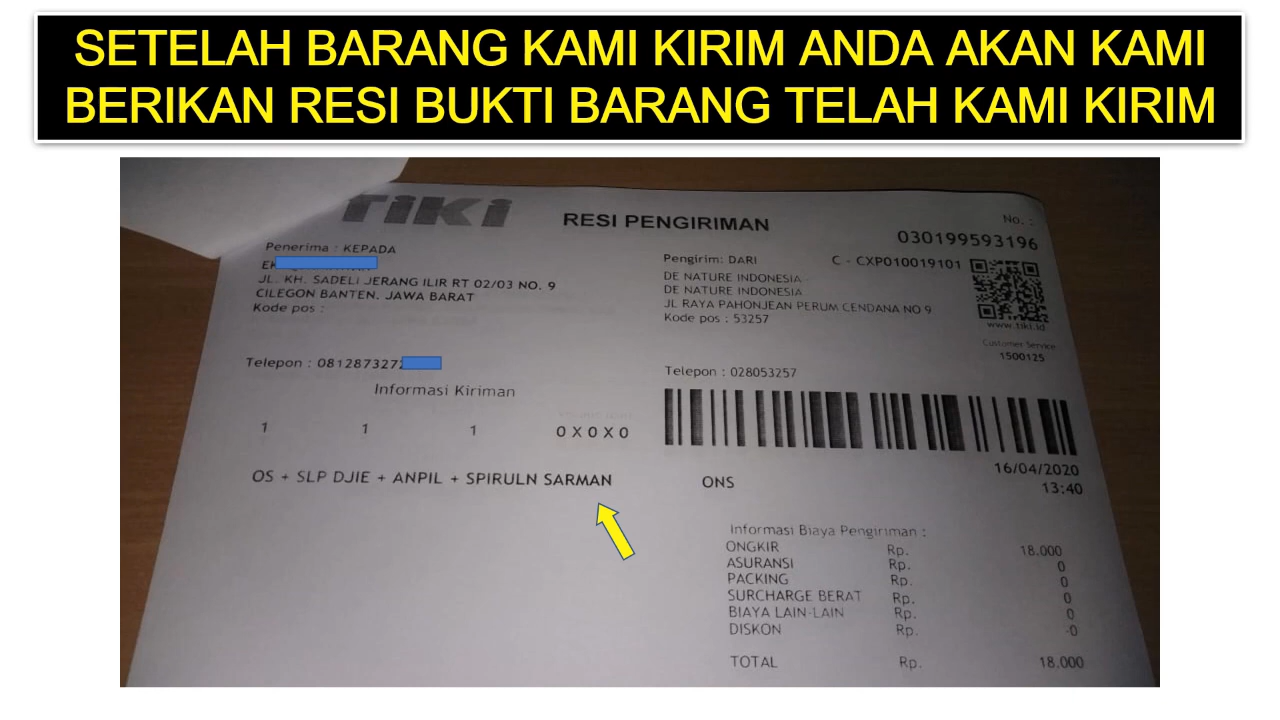 SETELAH BARANG KAMI KIRIM ANDA AKAN KAMI
BERIKAN RESI BUKTI BARANG TELAH KAMI KIRIM
TiKi
RESI PENGIRIMAN
No. :
030199593196
Penerima : KEPADA
JL. KH. SADELI JERANG ILIR RT 02/03 NO. 9
CILEGON BANTEN. JAWA BARAT
Kode pos :
Telepon : 0812873272
Pengirim: DARI
C - CXP010019101
DE NATURE INDONESIA
DE NATURE INDONESIA
JL RAYA PAHONJEAN PERUM CENDANA NO 9
Kode pos : 53257
www.tiki.id
Customer Service
1500125
Telepon : 028053257
Informasi Kiriman
1 1 1 0 X 0 X 0
OS + SLP DJIE + ANPIL + SPIRULN SARMAN
ONS
16/04/2020
13:40
Informasi Biaya Pengiriman :
ONGKIR Rp. 18.000
ASURANSI Rp. 0
PACKING Rp. 0
SURCHARGE BERAT Rp. 0
BIAYA LAIN-LAIN Rp. 0
DISKON Rp. -0
TOTAL Rp. 18.000